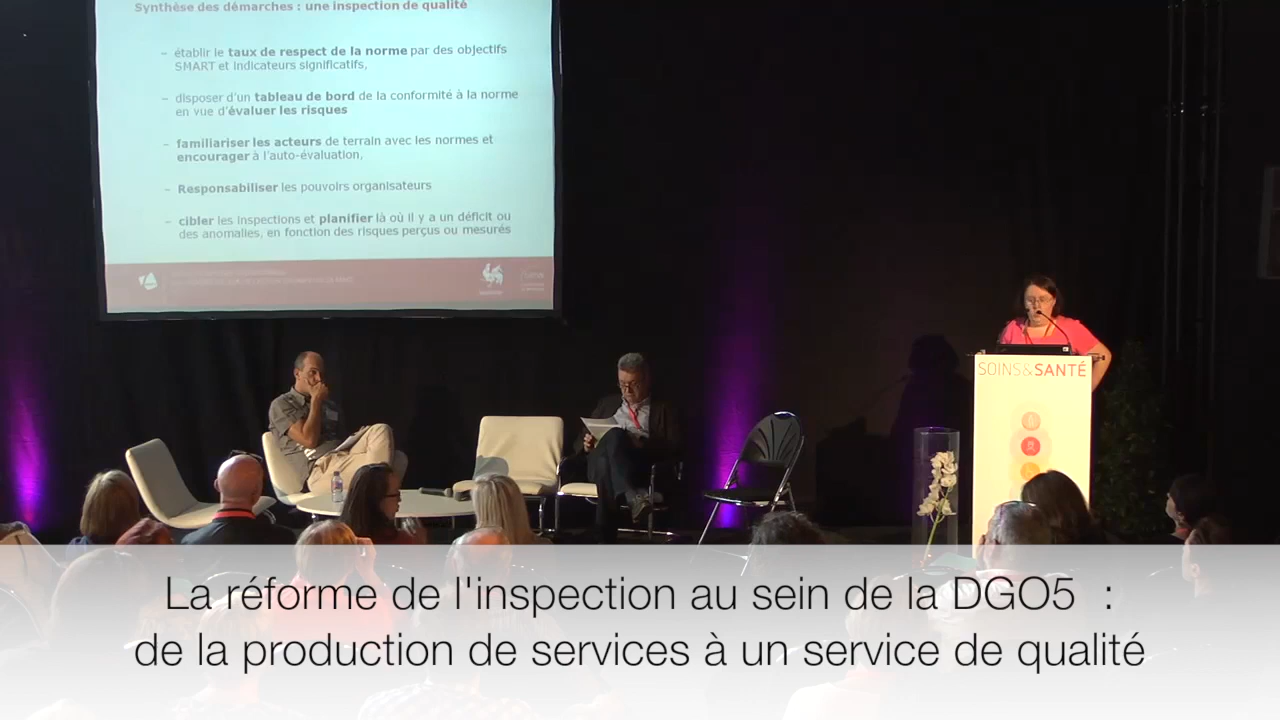 Synthèse des démarches : une inspection de qualité
– établir le taux de respect de la norme par des objectifs
SMART et indicateurs significatifs,
– disposer d'un tableau de bord de la conformité à la norme
en vue d'évaluer les risques
– familiariser les acteurs de terrain avec les normes et
encourager à l'auto-évaluation,
– Responsabiliser les pouvoirs organisateurs
– cibler les inspections et planifier là où il y a un déficit ou
des anomalies, en fonction des risques perçus ou mesurés
SOINS&SANTÉ
La réforme de l'inspection au sein de la DGO5 :
de la production de services à un service de qualité